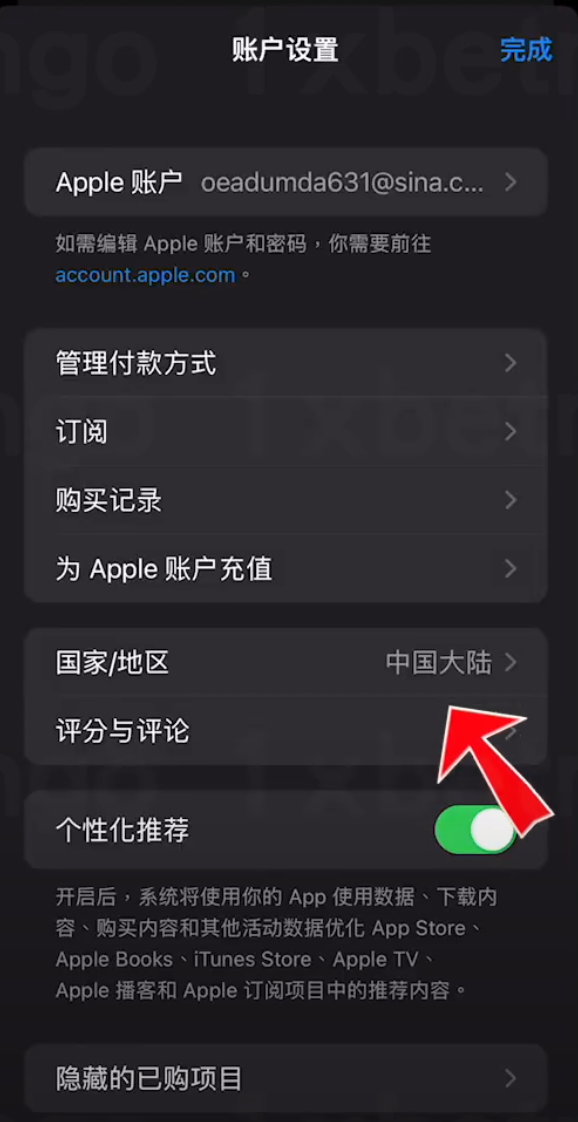 账户设置
完成
Apple 账户 oeadumda631@sina.c...
如需编辑 Apple 账户和密码，你需要前往
account.apple.com。
管理付款方式
订阅
购买记录
为 Apple 账户充值
国家/地区 中国大陆
评分与评论
个性化推荐
开启后，系统将使用你的 App 使用数据、下载内
容、购买内容和其他活动数据优化 App Store、
Apple Books、iTunes Store、Apple TV、
Apple 播客和 Apple 订阅项目中的推荐内容。
隐藏的已购项目